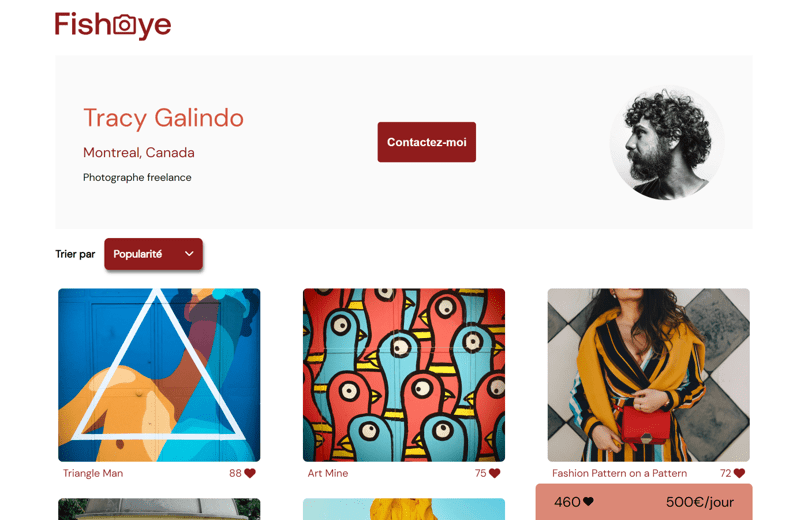 Fisheye
Tracy Galindo
Montreal, Canada
Photographe freelance
Contactez-moi
Trier par
Popularité
Triangle Man
88
Art Mine
75
Fashion Pattern on a Pattern
72
460
500€/jour